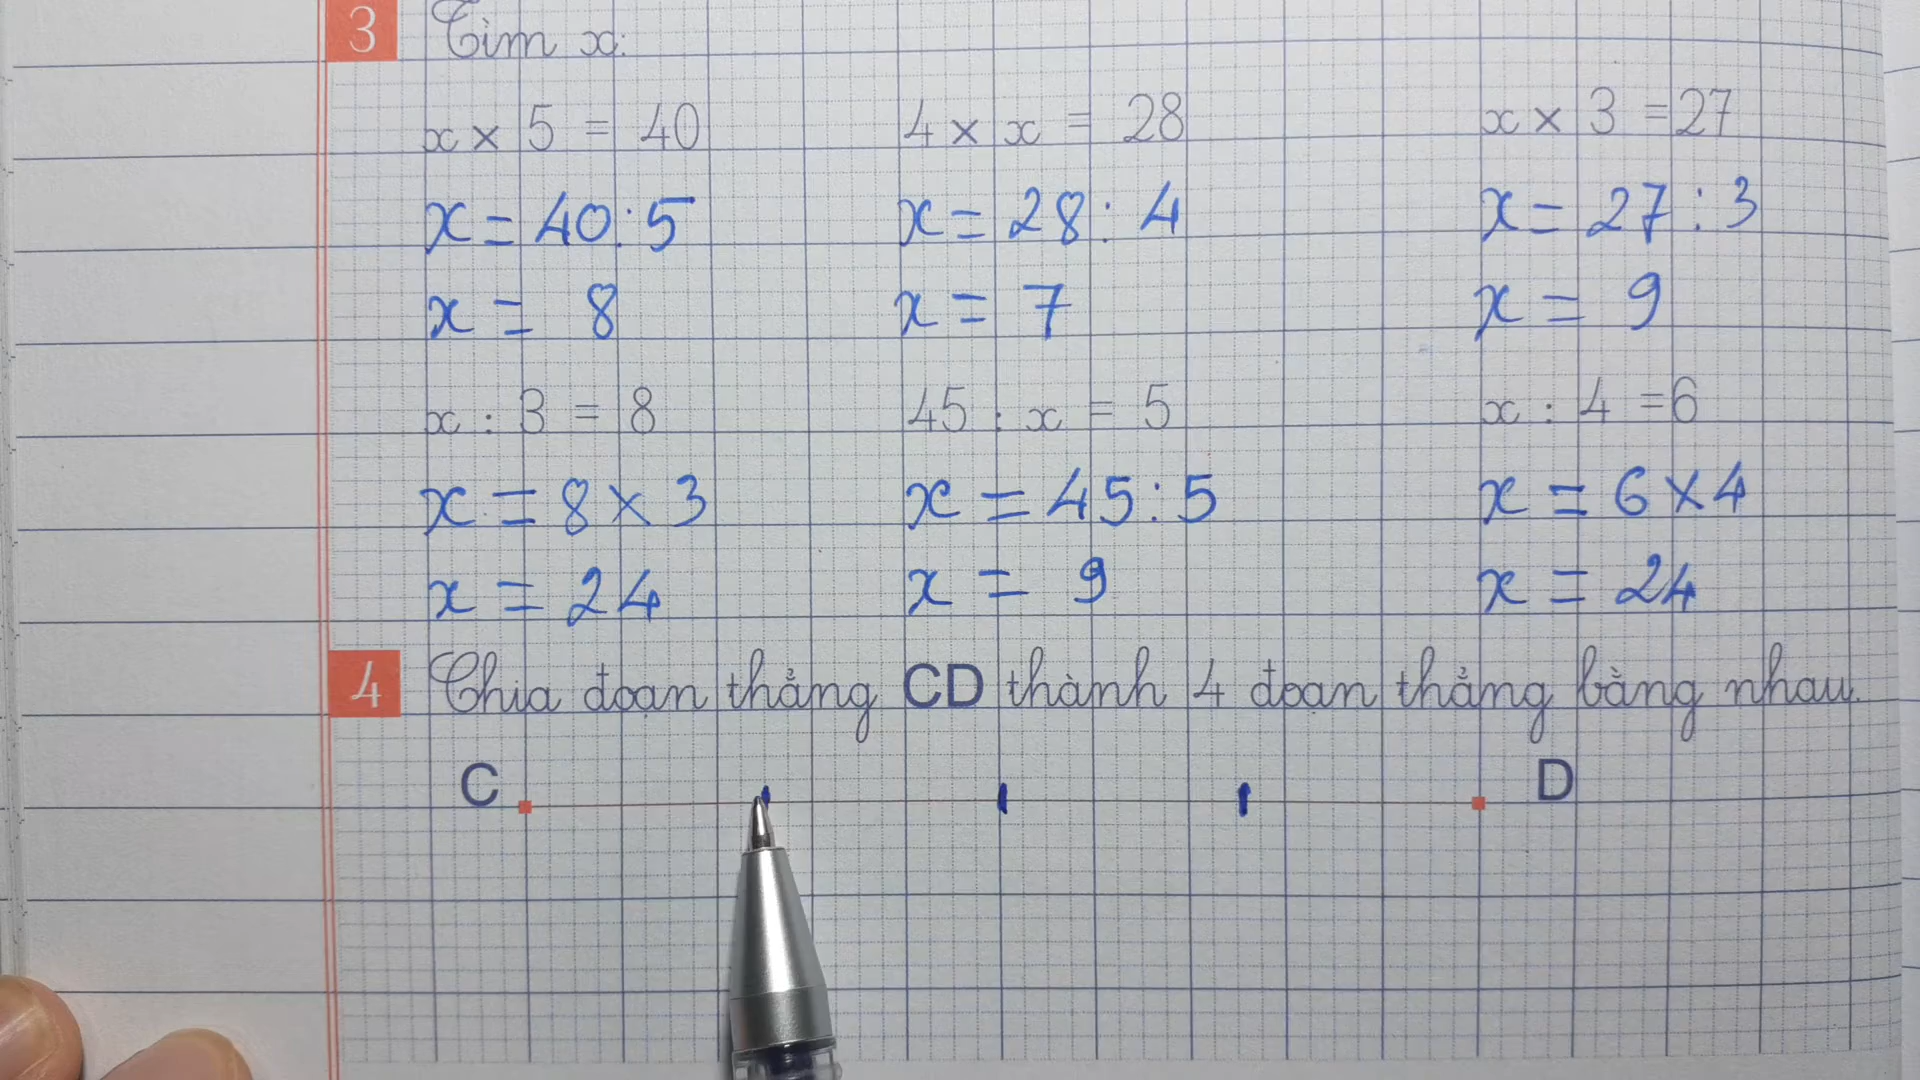 3 Tìm x:
x × 5 = 40 4 × x = 28 x × 3 = 27
x = 40 : 5 x = 28 : 4 x = 27 : 3
x = 8 x = 7 x = 9
x : 3 = 8 45 : x = 5 x : 4 = 6
x = 8 × 3 x = 45 : 5 x = 6 × 4
x = 24 x = 9 x = 24
4 Chia đoạn thẳng CD thành 4 đoạn thẳng bằng nhau.
C D